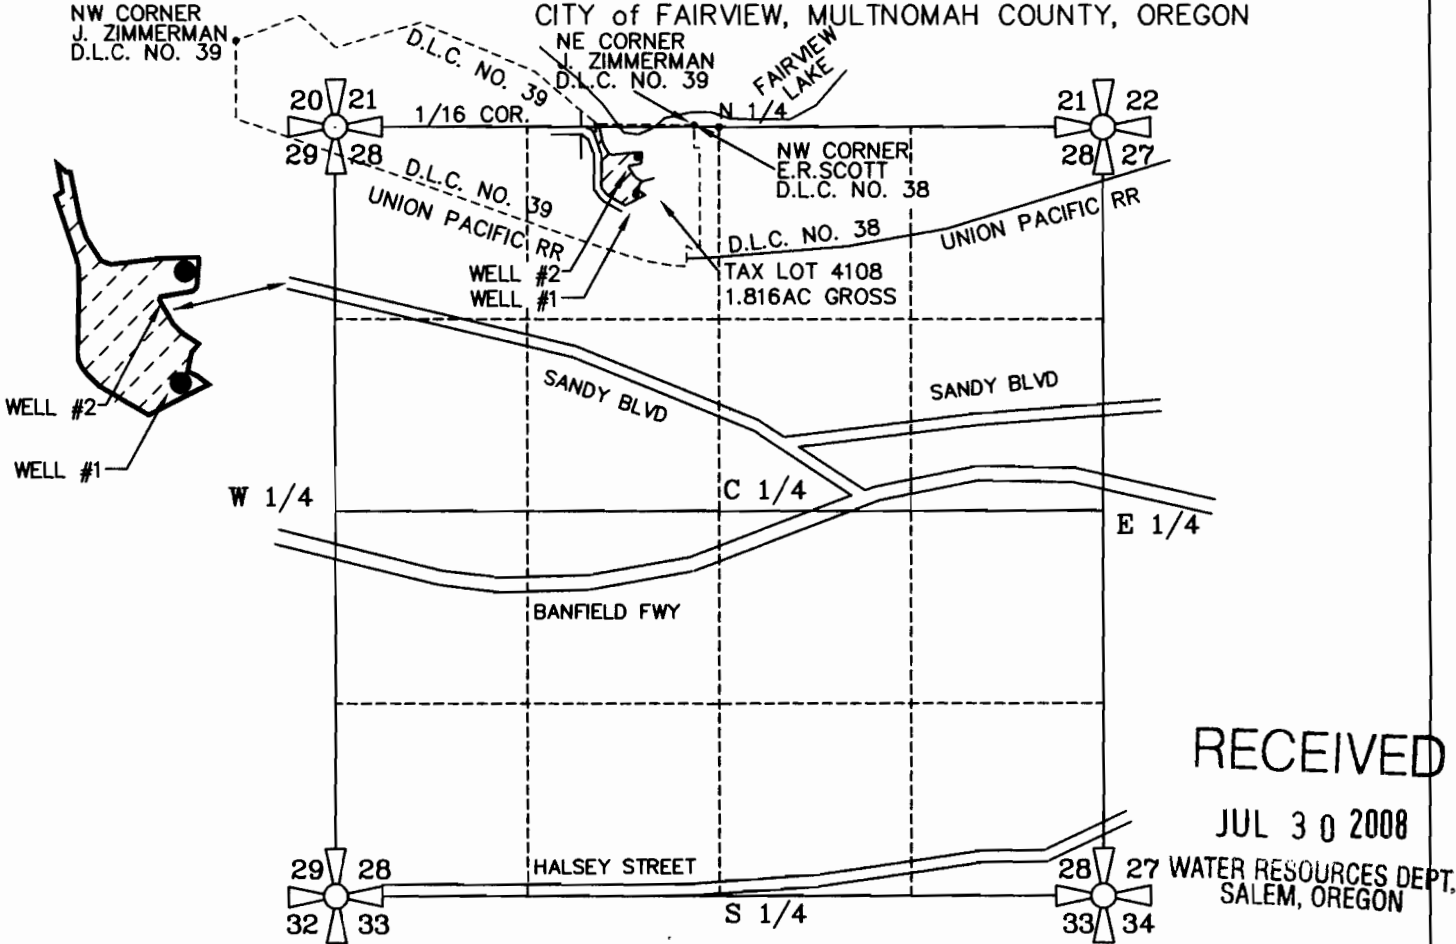 CITY of FAIRVIEW, MULTNOMAH COUNTY, OREGON
NW CORNER
J. ZIMMERMAN
D.L.C. NO. 39
D.L.C. NO. 39
NE CORNER
J. ZIMMERMAN
D.L.C. NO. 39
FAIRVIEW
LAKE
20 21
29 28
1/16 COR.
N 1/4
21 22
28 27
NW CORNER
E.R.SCOTT
D.L.C. NO. 38
D.L.C. NO. 39
UNION PACIFIC RR
D.L.C. NO. 38
UNION PACIFIC RR
WELL #2
WELL #1
TAX LOT 4108
1.816AC GROSS
SANDY BLVD
SANDY BLVD
WELL #2
WELL #1
W 1/4
C 1/4
E 1/4
BANFIELD FWY
RECEIVED
JUL 30 2008
WATER RESOURCES DEPT.
SALEM, OREGON
HALSEY STREET
29 28
32 33
S 1/4
28 27
33 34